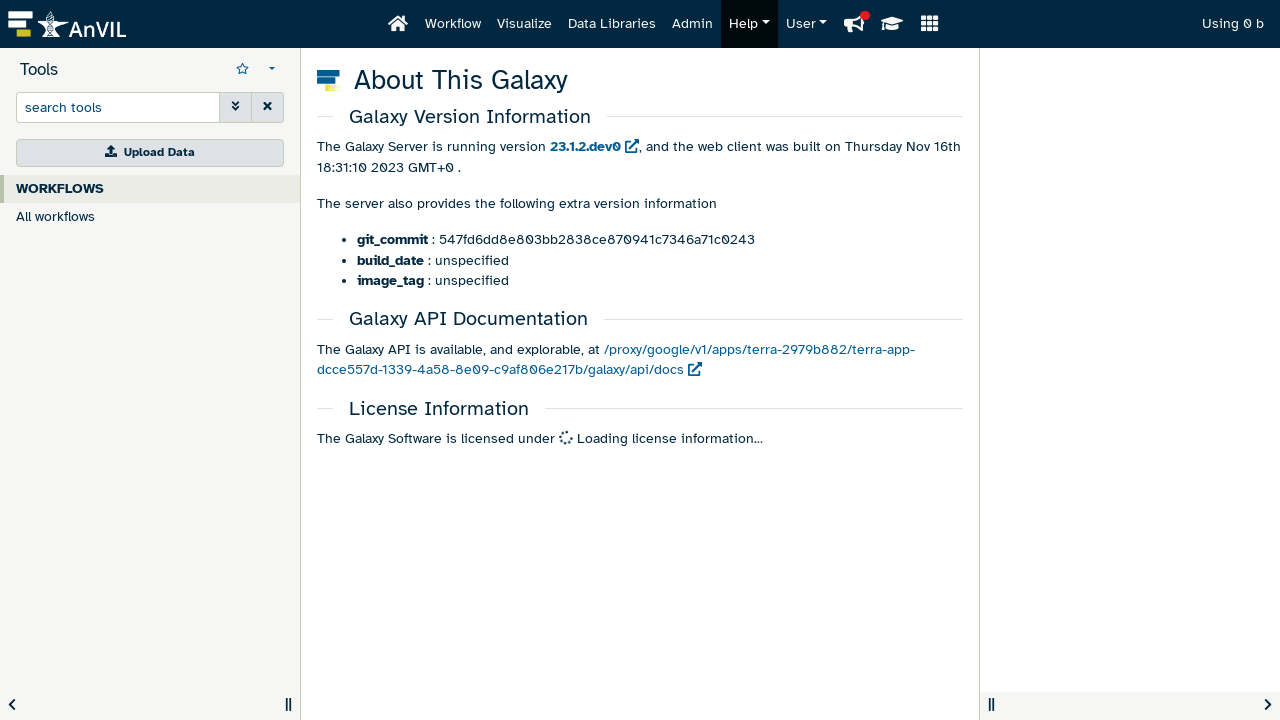 AnVIL
Workflow Visualize Data Libraries Admin Help User
Using 0 b
Tools
search tools
Upload Data
WORKFLOWS
All workflows
About This Galaxy
Galaxy Version Information
The Galaxy Server is running version 23.1.2.dev0 , and the web client was built on Thursday Nov 16th
18:31:10 2023 GMT+0 .
The server also provides the following extra version information
• git_commit : 547fd6dd8e803bb2838ce870941c7346a71c0243
• build_date : unspecified
• image_tag : unspecified
Galaxy API Documentation
The Galaxy API is available, and explorable, at /proxy/google/v1/apps/terra-2979b882/terra-app-
dcce557d-1339-4a58-8e09-c9af806e217b/galaxy/api/docs
License Information
The Galaxy Software is licensed under Loading license information...